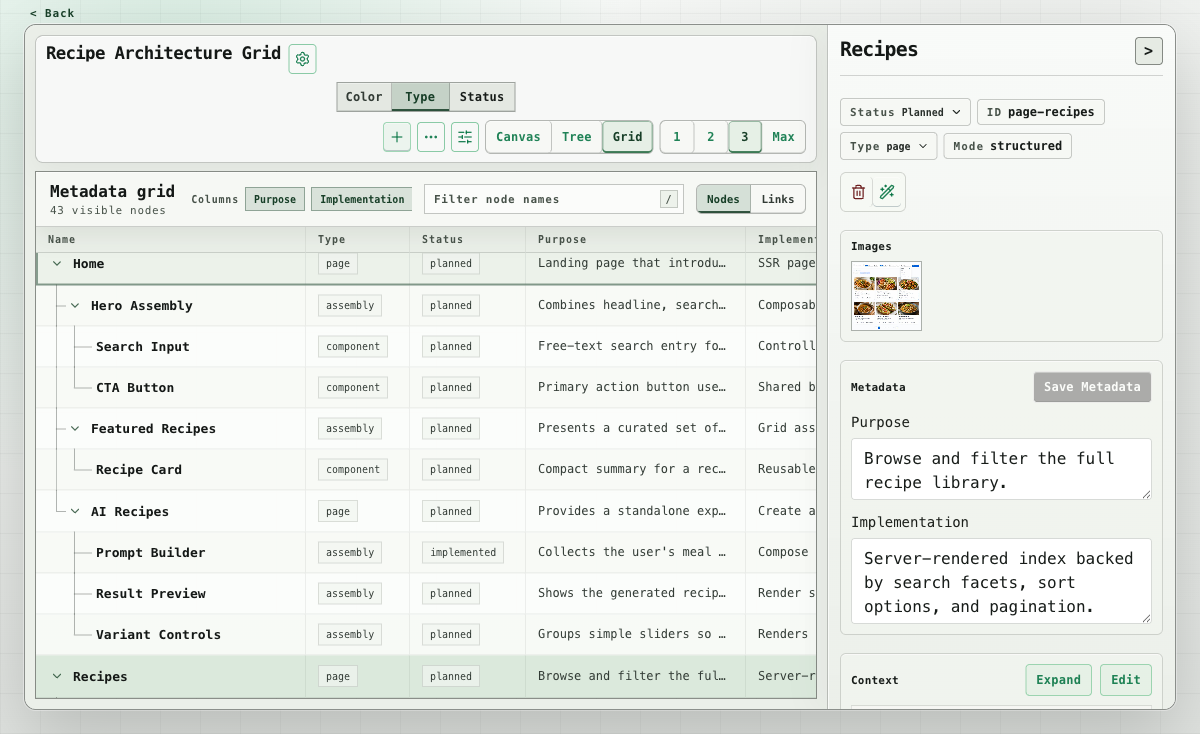 < Back
Recipe Architecture Grid
Color Type Status
+ ... Canvas Tree Grid 1 2 3 Max
Metadata grid
43 visible nodes
Columns Purpose Implementation Filter node names / Nodes Links
Name Type Status Purpose Implement
Home page planned Landing page that introdu… SSR page
Hero Assembly assembly planned Combines headline, search… Composab
Search Input component planned Free-text search entry fo… Controll
CTA Button component planned Primary action button use… Shared b
Featured Recipes assembly planned Presents a curated set of… Grid ass
Recipe Card component planned Compact summary for a rec… Reusable
AI Recipes page planned Provides a standalone exp… Create a
Prompt Builder assembly implemented Collects the user's meal … Compose
Result Preview assembly planned Shows the generated recip… Render s
Variant Controls assembly planned Groups simple sliders so … Renders
Recipes page planned Browse and filter the ful… Server-r
Recipes >
Status Planned ID page-recipes
Type page Mode structured
Images
Metadata Save Metadata
Purpose
Browse and filter the full
recipe library.
Implementation
Server-rendered index backed
by search facets, sort
options, and pagination.
Context Expand Edit